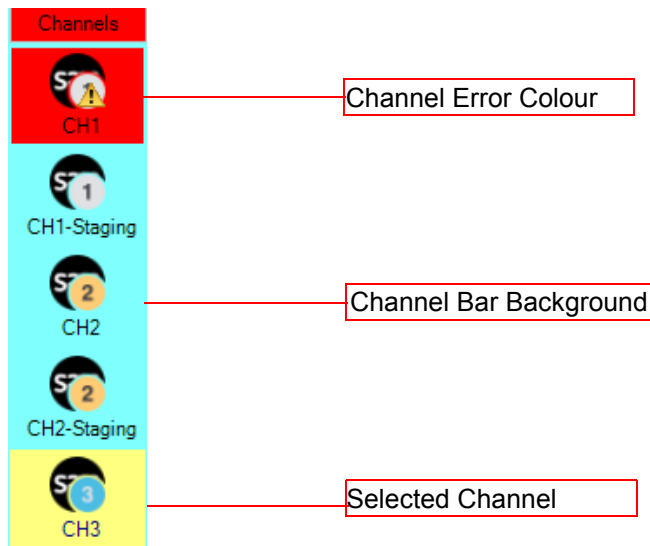 Channels
CH1
Channel Error Colour
1
CH1-Staging
2
CH2
Channel Bar Background
2
CH2-Staging
3
CH3
Selected Channel